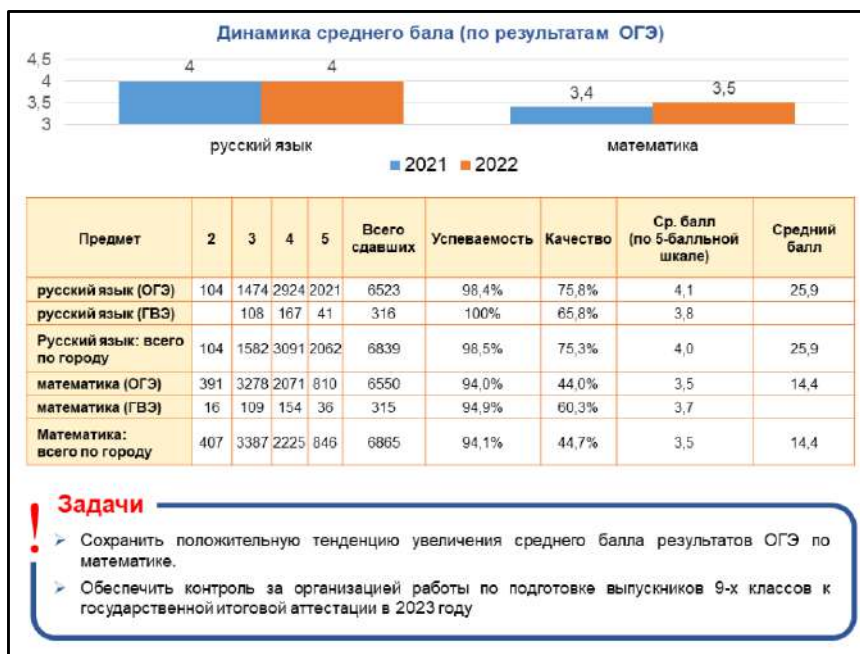 Динамика среднего бала (по результатам ОГЭ)
4,5
4
3,5
3
4
4
3,4
3,5
русский язык
математика
2021 2022
Предмет 2 3 4 5 Всего сдавших Успеваемость Качество Ср. балл (по 5-балльной шкале) Средний балл
русский язык (ОГЭ) 104 1474 2924 2021 6523 98,4% 75,8% 4,1 25,9
русский язык (ГВЭ) 108 167 41 316 100% 65,8% 3,8
Русский язык: всего по городу 104 1582 3091 2062 6839 98,5% 75,3% 4,0 25,9
математика (ОГЭ) 391 3278 2071 810 6550 94,0% 44,0% 3,5 14,4
математика (ГВЭ) 16 109 154 36 315 94,9% 60,3% 3,7
Математика: всего по городу 407 3387 2225 846 6865 94,1% 44,7% 3,5 14,4
! Задачи
Сохранить положительную тенденцию увеличения среднего балла результатов ОГЭ по
математике.
Обеспечить контроль за организацией работы по подготовке выпускников 9-х классов к
государственной итоговой аттестации в 2023 году